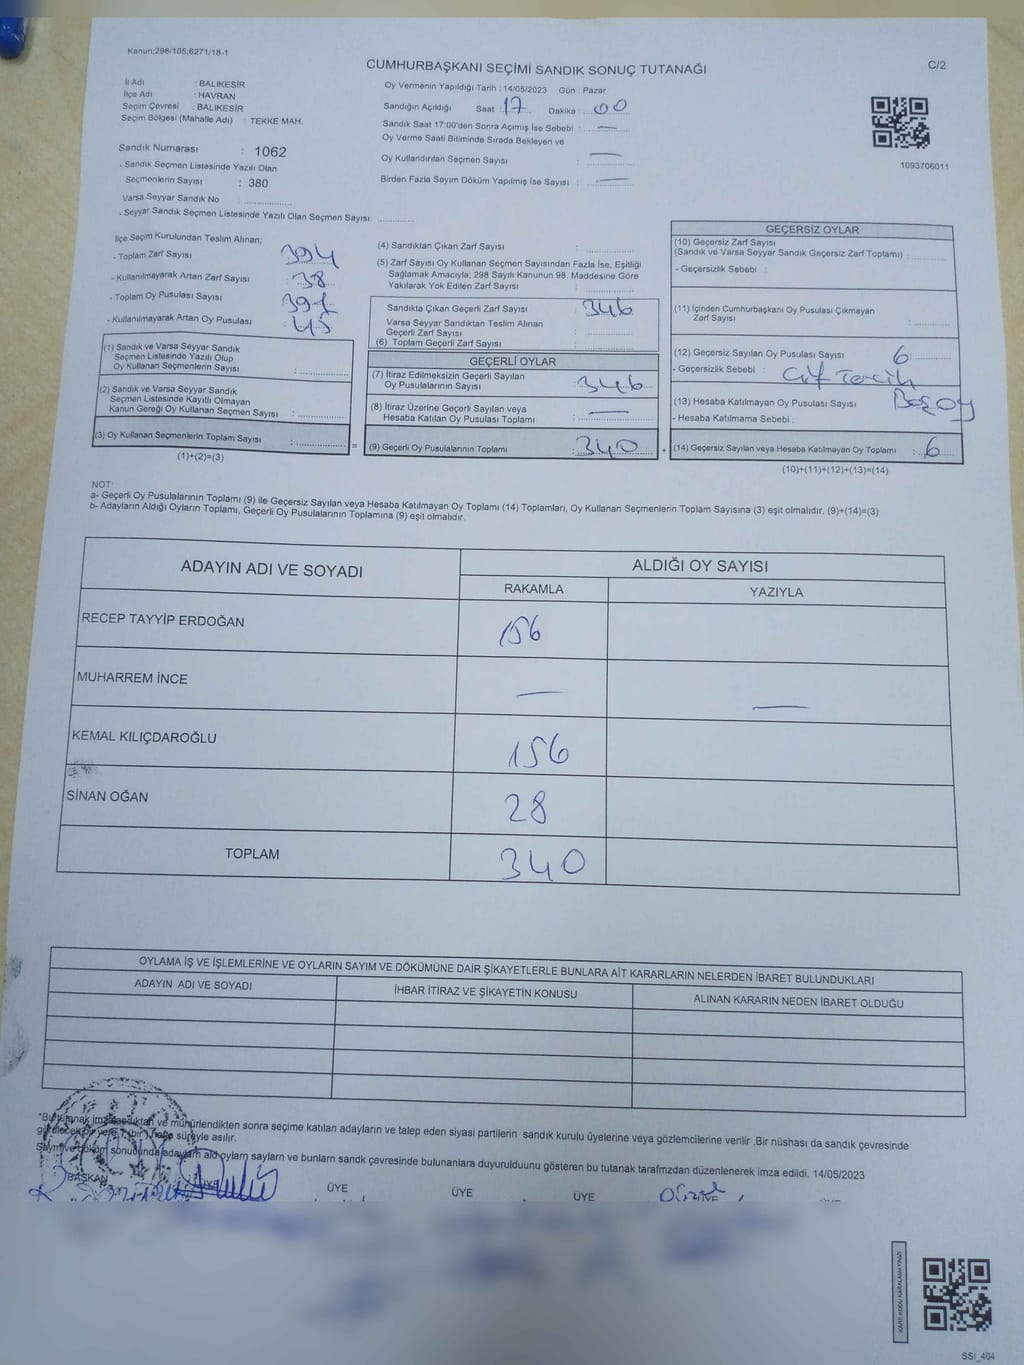 Kanun;298/105;6271/18-1
CUMHURBAŞKANI SEÇİMİ SANDIK SONUÇ TUTANAĞI
C/2
İl Adı : BALIKESİR
İlçe Adı : HAVRAN
Seçim Çevresi : BALIKESİR
Seçim Bölgesi (Mahalle Adı) : TEKKE MAH.
Sandık Numarası : 1062
- Sandık Seçmen Listesinde Yazılı Olan
Seçmenlerin Sayısı : 380
Varsa Seyyar Sandık No :
- Seyyar Sandık Seçmen Listesinde Yazılı Olan Seçmen Sayısı:
Oy Vermenin Yapıldığı Tarih : 14/05/2023 Gün : Pazar
Sandığın Açıldığı Saat : 17 Dakika : 00
Sandık Saat 17:00'den Sonra Açılmış İse Sebebi : —
Oy Verme Saati Bitiminde Sırada Bekleyen ve
Oy Kullandırılan Seçmen Sayısı : —
Birden Fazla Sayım Döküm Yapılmış İse Sayısı : —
1093706011
İlçe Seçim Kurulundan Teslim Alınan;
- Toplam Zarf Sayısı : 394
- Kullanılmayarak Artan Zarf Sayısı : 38
- Toplam Oy Pusulası Sayısı
- Kullanılmayarak Artan Oy Pusulası : 45
(1) Sandık ve Varsa Seyyar Sandık
Seçmen Listesinde Yazılı Olup
Oy Kullanan Seçmenlerin Sayısı :
(2) Sandık ve Varsa Seyyar Sandık
Seçmen Listesinde Kayıtlı Olmayan
Kanun Gereği Oy Kullanan Seçmen Sayısı :
(3) Oy Kullanan Seçmenlerin Toplam Sayısı :
(1)+(2)=(3)
(4) Sandıktan Çıkan Zarf Sayısı :
(5) Zarf Sayısı Oy Kullanan Seçmen Sayısından Fazla İse, Eşitliği
Sağlamak Amacıyla; 298 Sayılı Kanunun 98. Maddesine Göre
Yakılarak Yok Edilen Zarf Sayısı :
Sandıkta Çıkan Geçerli Zarf Sayısı : 346
Varsa Seyyar Sandıktan Teslim Alınan
Geçerli Zarf Sayısı :
(6) Toplam Geçerli Zarf Sayısı :
GEÇERLİ OYLAR
(7) İtiraz Edilmeksizin Geçerli Sayılan
Oy Pusulalarının Sayısı : 346
(8) İtiraz Üzerine Geçerli Sayılan veya
Hesaba Katılan Oy Pusulası Toplamı : —
= (9) Geçerli Oy Pusulalarının Toplamı : 340 +
GEÇERSİZ OYLAR
(10) Geçersiz Zarf Sayısı
(Sandık ve Varsa Seyyar Sandık Geçersiz Zarf Toplamı) :
- Geçersizlik Sebebi :
(11) İçinden Cumhurbaşkanı Oy Pusulası Çıkmayan
Zarf Sayısı :
(12) Geçersiz Sayılan Oy Pusulası Sayısı : 6
- Geçersizlik Sebebi : Çif Tercih
(13) Hesaba Katılmayan Oy Pusulası Sayısı : Boş Oy
- Hesaba Katılmama Sebebi :
(14) Geçersiz Sayılan veya Hesaba Katılmayan Oy Toplamı : 6
(10)+(11)+(12)+(13)=(14)
NOT:
a- Geçerli Oy Pusulalarının Toplamı (9) ile Geçersiz Sayılan veya Hesaba Katılmayan Oy Toplamı (14) Toplamları, Oy Kullanan Seçmenlerin Toplam Sayısına (3) eşit olmalıdır. (9)+(14)=(3)
b- Adayların Aldığı Oyların Toplamı, Geçerli Oy Pusulalarının Toplamına (9) eşit olmalıdır.
ADAYIN ADI VE SOYADI
ALDIĞI OY SAYISI
RAKAMLA YAZIYLA
RECEP TAYYİP ERDOĞAN 156
MUHARREM İNCE — —
KEMAL KILIÇDAROĞLU 156
SİNAN OĞAN 28
TOPLAM 340
OYLAMA İŞ VE İŞLEMLERİNE VE OYLARIN SAYIM VE DÖKÜMÜNE DAİR ŞİKAYETLERLE BUNLARA AİT KARARLARIN NELERDEN İBARET BULUNDUKLARI
ADAYIN ADI VE SOYADI İHBAR İTİRAZ VE ŞİKAYETİN KONUSU ALINAN KARARIN NEDEN İBARET OLDUĞU
ve mühürlendikten sonra seçime katılan adayların ve talep eden siyasi partilerin sandık kurulu üyelerine veya gözlemcilerine verilir .Bir nüshası da sandık çevresinde
süreyle asılır.
sonucunda adayların ald oylarn saylarn ve bunlarn sandk çevresinde bulunanlara duyurulduunu gösteren bu tutanak tarafmzdan düzenlenerek imza edildi. 14/05/2023
BAŞKAN ÜYE ÜYE ÜYE ÜYE ÜYE
SSI_404